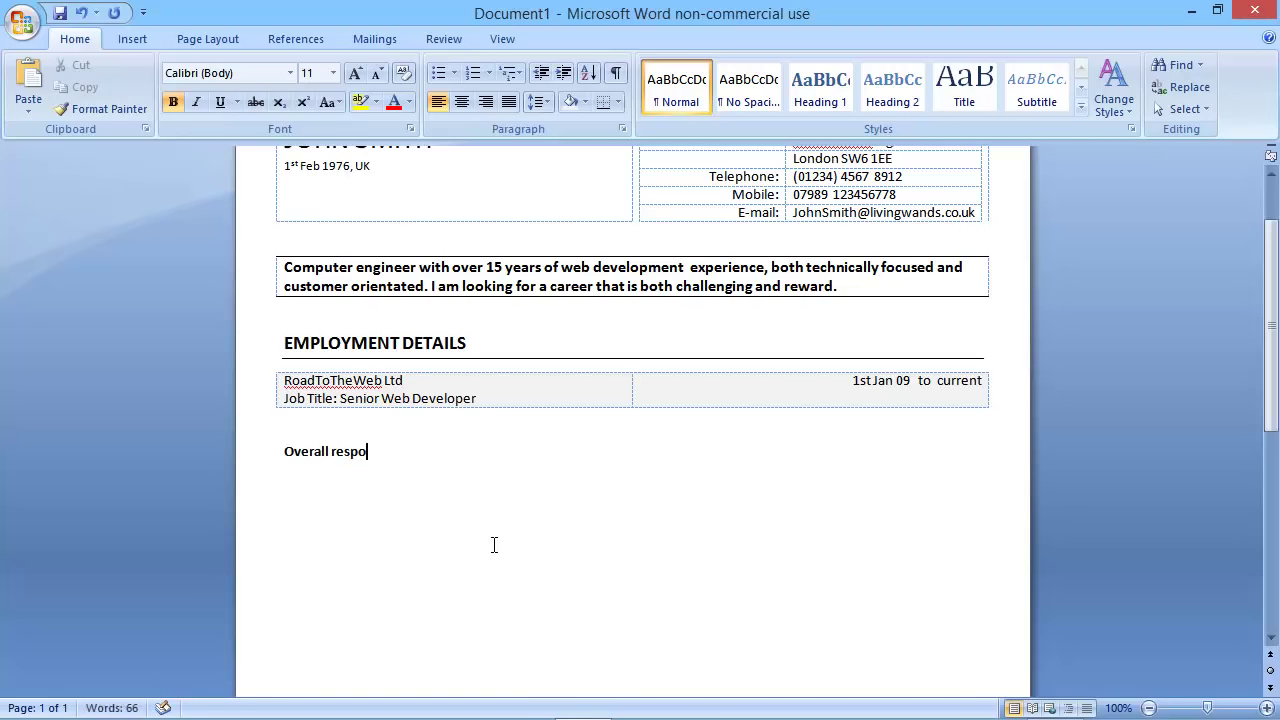 Document1 - Microsoft Word non-commercial use
Home Insert Page Layout References Mailings Review View
Paste
Cut
Copy
Format Painter
Clipboard
Calibri (Body) 11
Font
Paragraph
AaBbCcDc AaBbCcDc AaBbC AaBbCc AaB AaBbCc.
¶ Normal ¶ No Spaci... Heading 1 Heading 2 Title Subtitle
Change Styles
Styles
Find
Replace
Select
Editing
JOHN SMITH
1st Feb 1976, UK
London SW6 1EE
Telephone: (01234) 4567 8912
Mobile: 07989 123456778
E-mail: JohnSmith@livingwands.co.uk
Computer engineer with over 15 years of web development experience, both technically focused and
customer orientated. I am looking for a career that is both challenging and reward.
EMPLOYMENT DETAILS
RoadToTheWeb Ltd 1st Jan 09 to current
Job Title: Senior Web Developer
Overall respo
Page: 1 of 1 Words: 66 100%